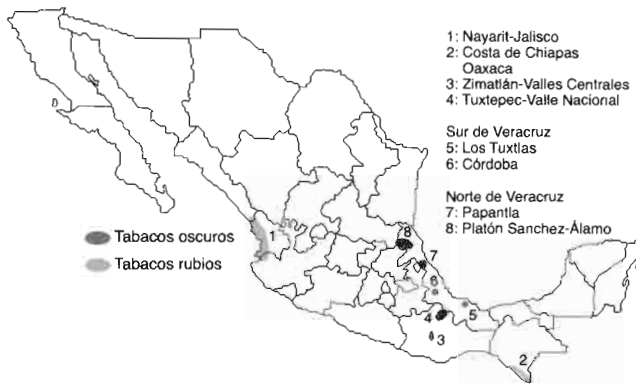 1: Nayarit-Jalisco
2: Costa de Chiapas
Oaxaca
3: Zimatlán-Valles Centrales
4: Tuxtepec-Valle Nacional
Sur de Veracruz
5: Los Tuxtlas
6: Córdoba
Norte de Veracruz
7: Papantla
8: Platón Sanchez-Álamo
Tabacos oscuros
Tabacos rubios
1
8
7
6
5
4
3
2